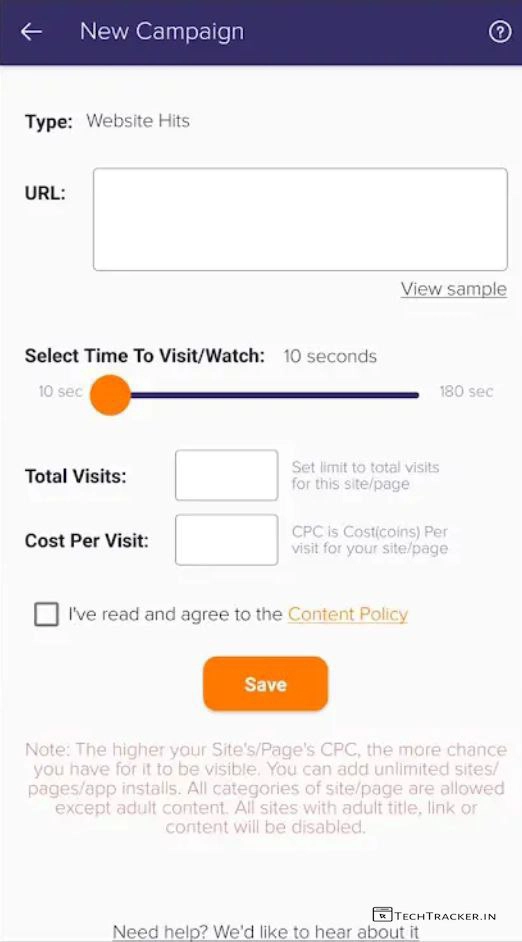 New Campaign
Type: Website Hits
URL:
View sample
Select Time To Visit/Watch: 10 seconds
10 sec 180 sec
Total Visits: Set limit to total visits
for this site/page
Cost Per Visit: CPC is Cost(coins) Per
visit for your site/page
I've read and agree to the Content Policy
Save
Note: The higher your Site's/Page's CPC, the more chance
you have for it to be visible. You can add unlimited sites/
pages/app installs. All categories of site/page are allowed
except adult content. All sites with adult title, link or
content will be disabled.
TechTracker.in
Need help? We'd like to hear about it